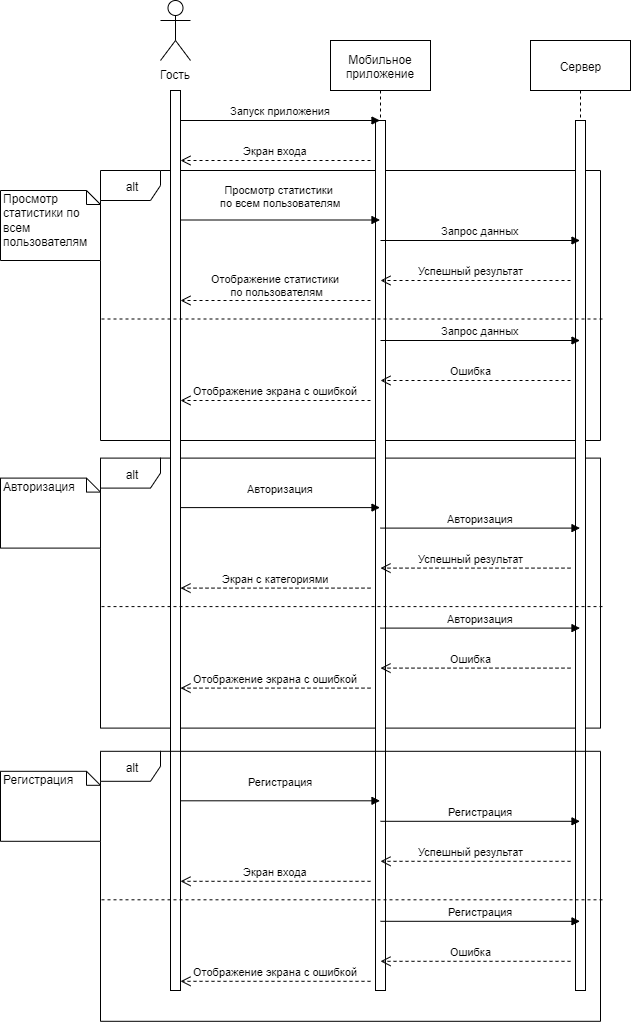 Гость
Мобильное
приложение
Сервер
Запуск приложения
Экран входа
alt
Просмотр
статистики по
всем
пользователям
Просмотр статистики
по всем пользователям
Запрос данных
Успешный результат
Отображение статистики
по пользователям
Запрос данных
Ошибка
Отображение экрана с ошибкой
alt
Авторизация
Авторизация
Авторизация
Успешный результат
Экран с категориями
Авторизация
Ошибка
Отображение экрана с ошибкой
alt
Регистрация
Регистрация
Регистрация
Успешный результат
Экран входа
Регистрация
Ошибка
Отображение экрана с ошибкой